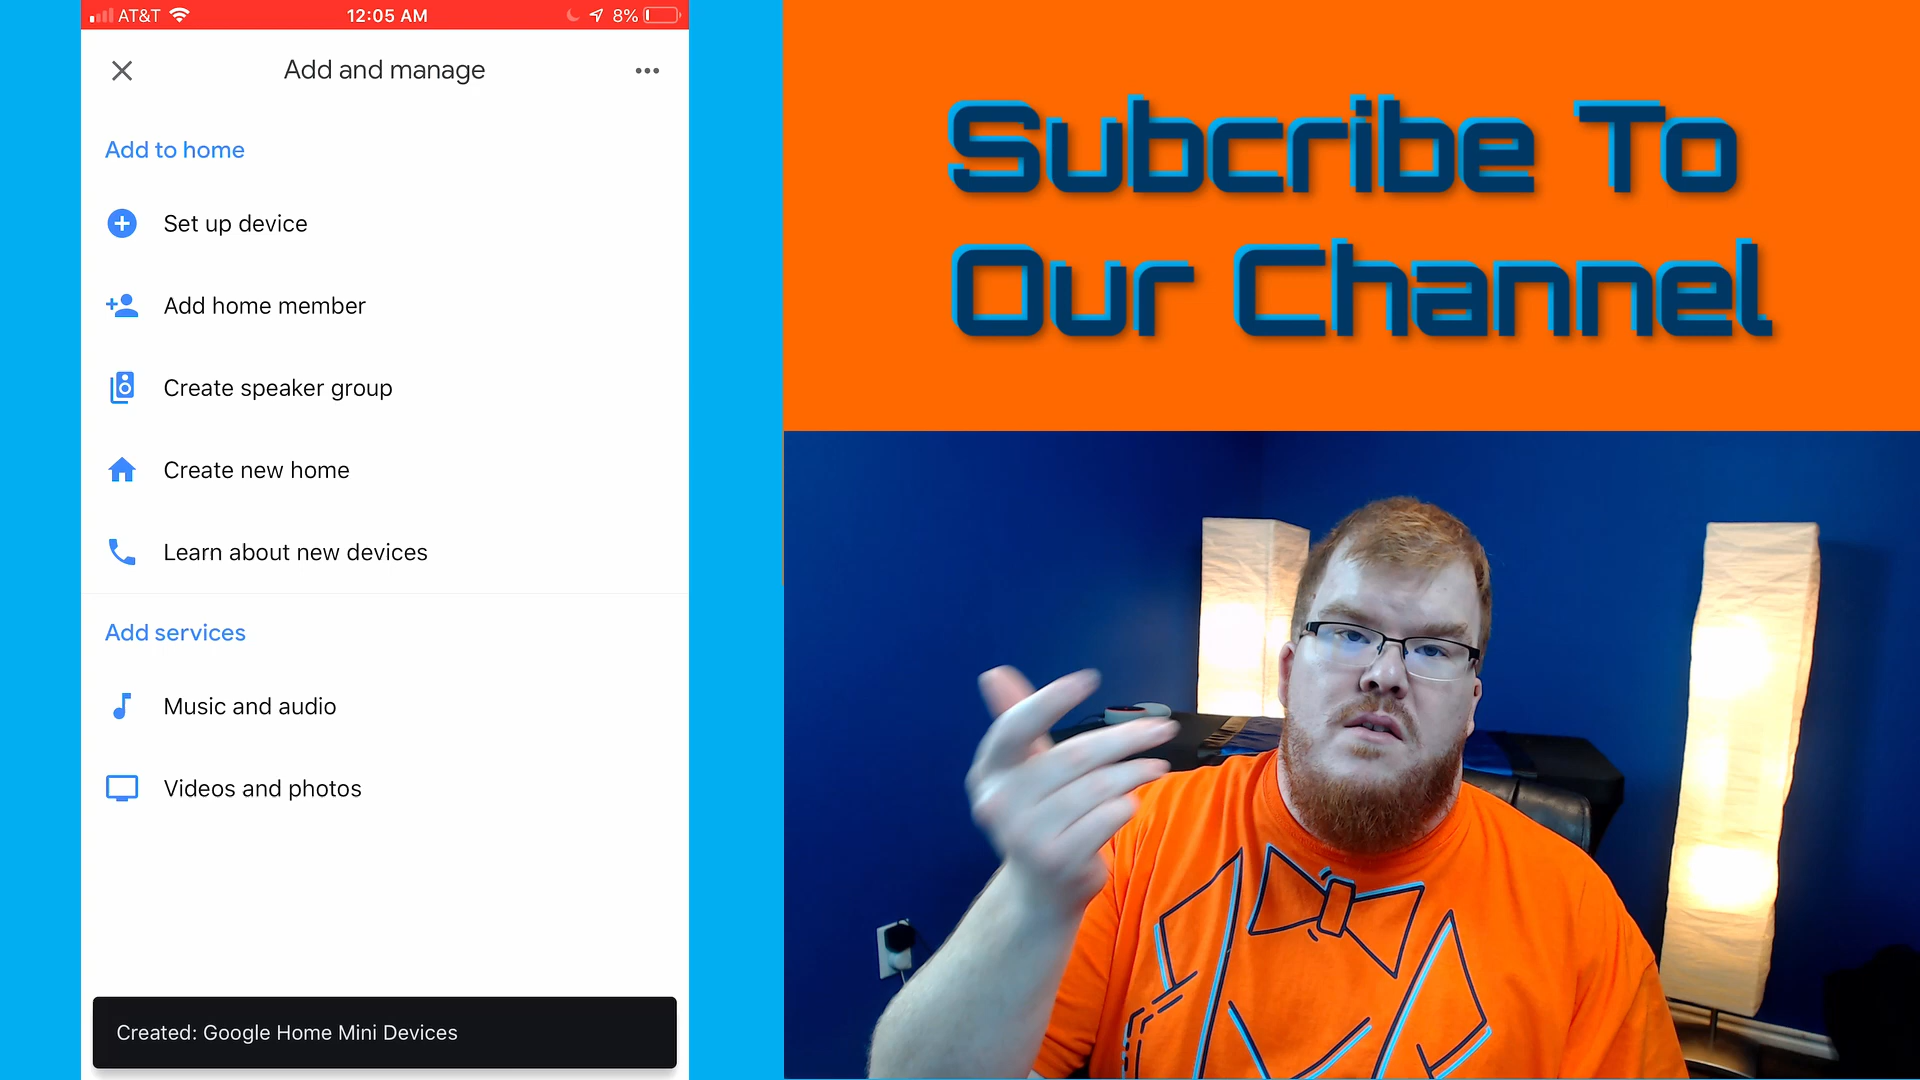 AT&T 12:05 AM 8%
Add and manage
Add to home
Set up device
Add home member
Create speaker group
Create new home
Learn about new devices
Add services
Music and audio
Videos and photos
Created: Google Home Mini Devices
Subcribe To
Our Channel